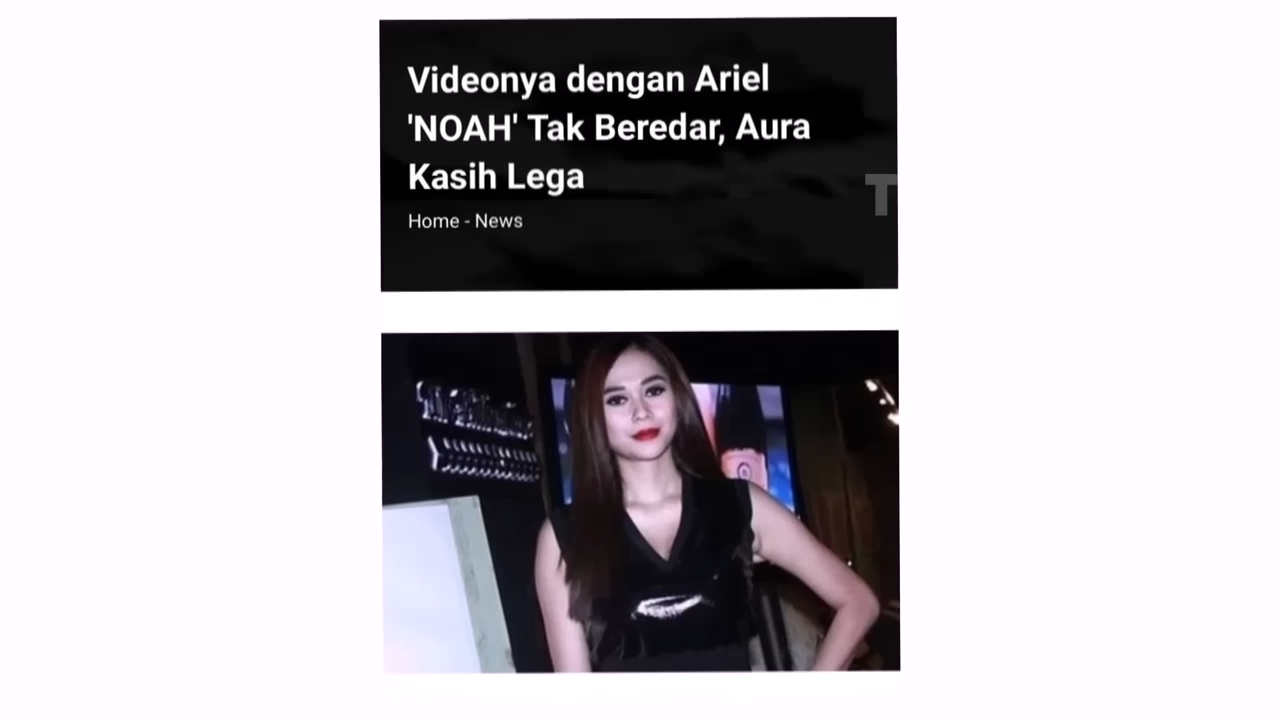 Videonya dengan Ariel
'NOAH' Tak Beredar, Aura
Kasih Lega
Home - News
T